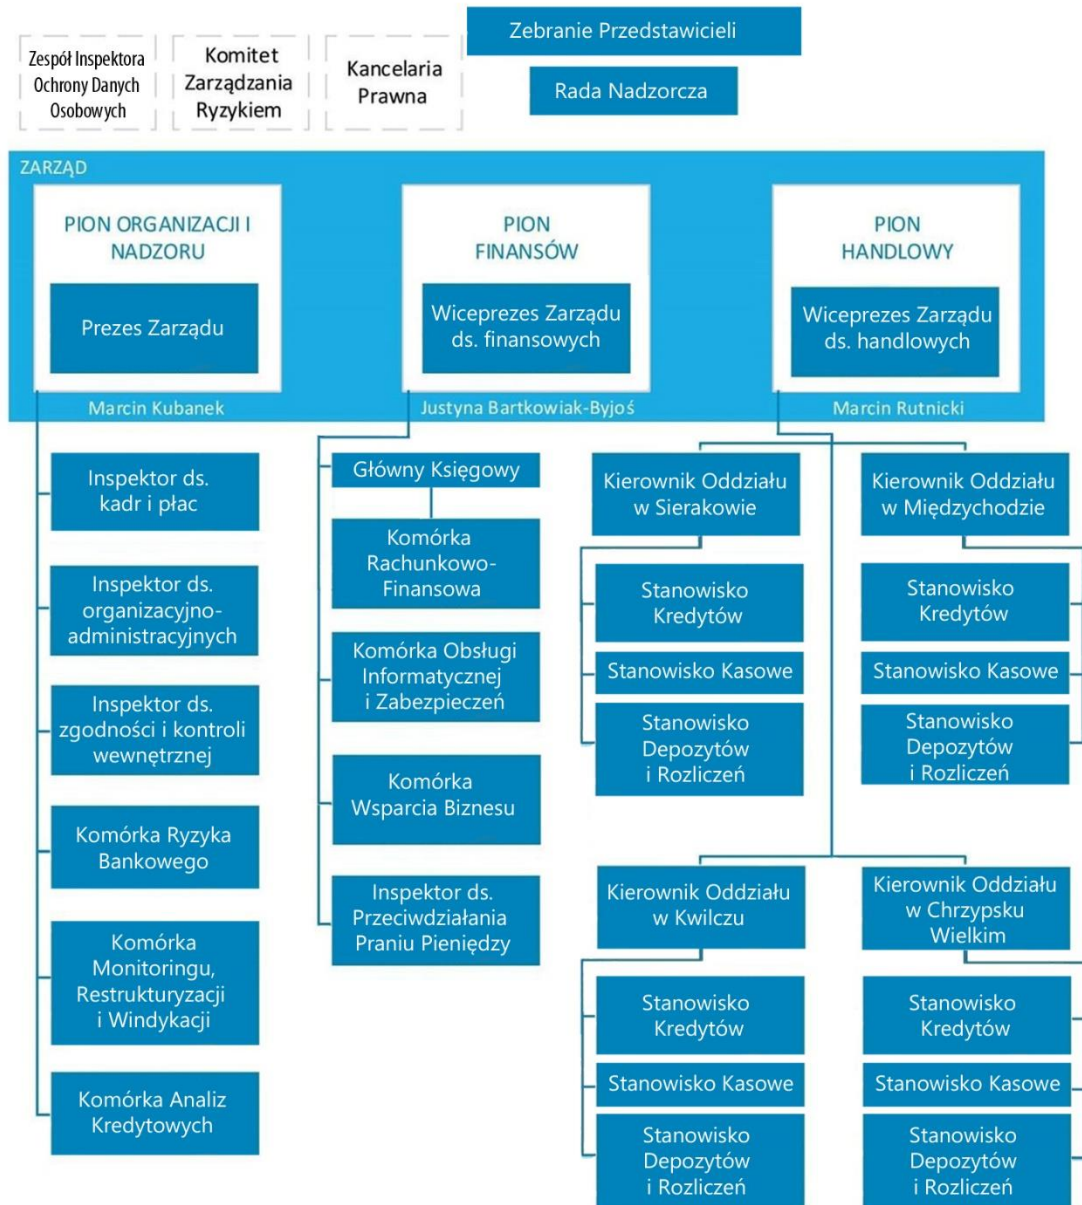 Zebranie Przedstawicieli
Zespół Inspektora
Ochrony Danych
Osobowych
Komitet
Zarządzania
Ryzykiem
Kancelaria
Prawna
Rada Nadzorcza
ZARZĄD
PION ORGANIZACJI I
NADZORU
Prezes Zarządu
Marcin Kubanek
PION
FINANSÓW
Wiceprezes Zarządu
ds. finansowych
Justyna Bartkowiak-Byjoś
PION
HANDLOWY
Wiceprezes Zarządu
ds. handlowych
Marcin Rutnicki
Inspektor ds.
kadr i płac
Inspektor ds.
organizacyjno-
administracyjnych
Inspektor ds.
zgodności i kontroli
wewnętrznej
Komórka Ryzyka
Bankowego
Komórka
Monitoringu,
Restrukturyzacji
i Windykacji
Komórka Analiz
Kredytowych
Główny Księgowy
Komórka
Rachunkowo-
Finansowa
Komórka Obsługi
Informatycznej
i Zabezpieczeń
Komórka
Wsparcia Biznesu
Inspektor ds.
Przeciwdziałania
Praniu Pieniędzy
Kierownik Oddziału
w Sierakowie
Stanowisko
Kredytów
Stanowisko Kasowe
Stanowisko
Depozytów
i Rozliczeń
Kierownik Oddziału
w Międzychodzie
Stanowisko
Kredytów
Stanowisko Kasowe
Stanowisko
Depozytów
i Rozliczeń
Kierownik Oddziału
w Kwilczu
Stanowisko
Kredytów
Stanowisko Kasowe
Stanowisko
Depozytów
i Rozliczeń
Kierownik Oddziału
w Chrzypsku
Wielkim
Stanowisko
Kredytów
Stanowisko Kasowe
Stanowisko
Depozytów
i Rozliczeń